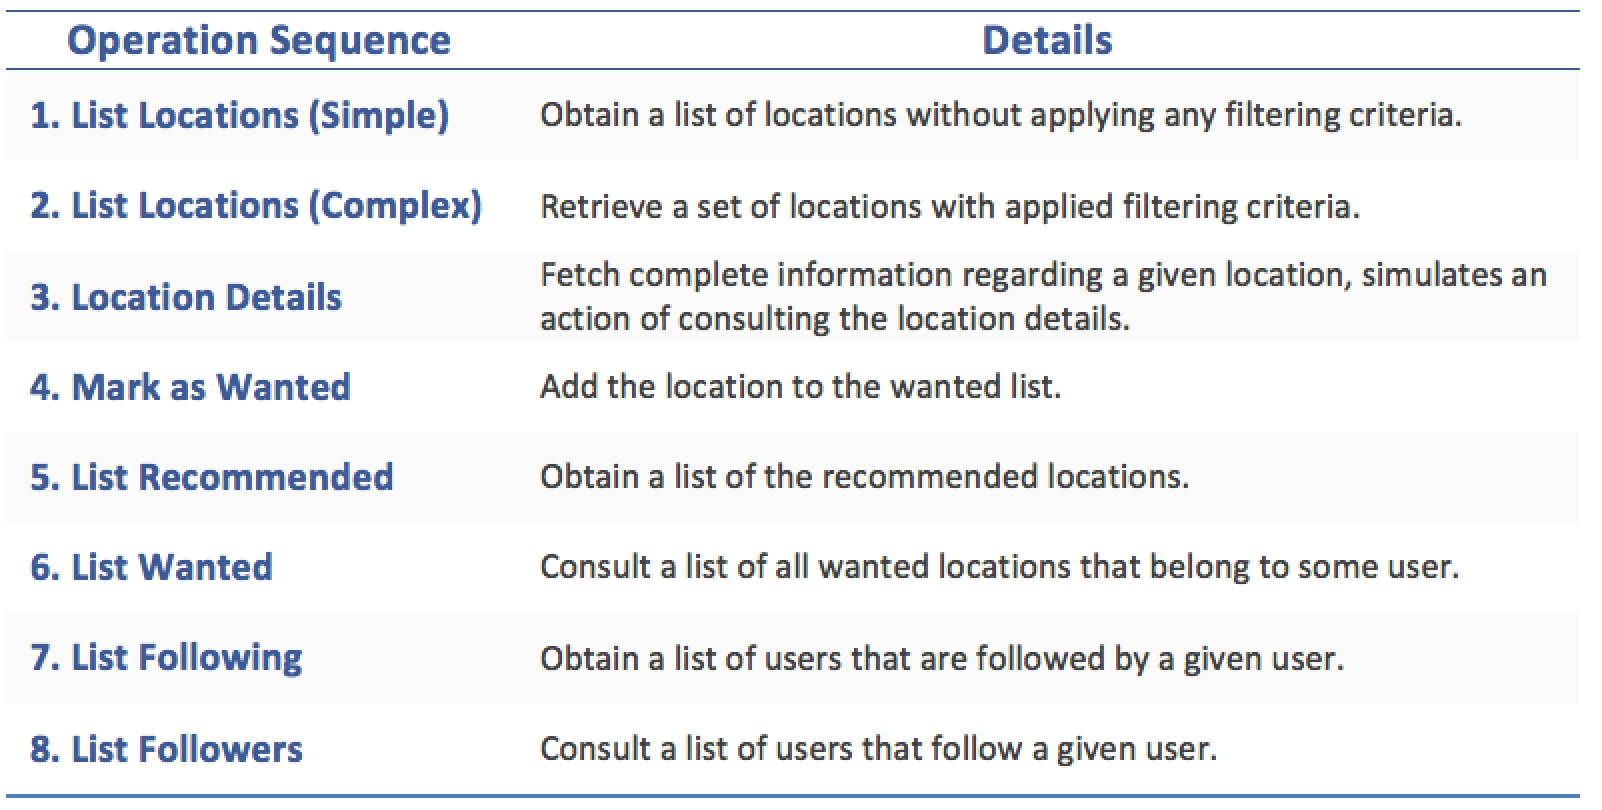 Operation Sequence Details
1. List Locations (Simple) Obtain a list of locations without applying any filtering criteria.
2. List Locations (Complex) Retrieve a set of locations with applied filtering criteria.
3. Location Details Fetch complete information regarding a given location, simulates an
action of consulting the location details.
4. Mark as Wanted Add the location to the wanted list.
5. List Recommended Obtain a list of the recommended locations.
6. List Wanted Consult a list of all wanted locations that belong to some user.
7. List Following Obtain a list of users that are followed by a given user.
8. List Followers Consult a list of users that follow a given user.